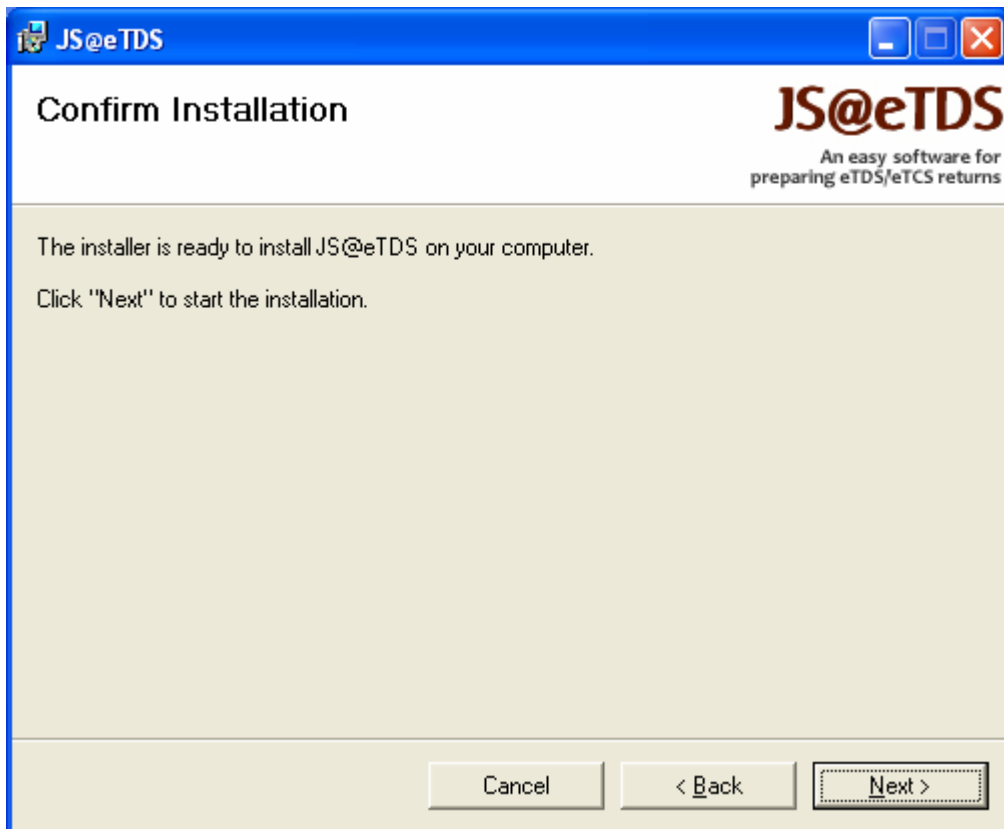 JS@eTDS
Confirm Installation
JS@eTDS
An easy software for
preparing eTDS/eTCS returns
The installer is ready to install JS@eTDS on your computer.
Click "Next" to start the installation.
Cancel
< Back
Next >